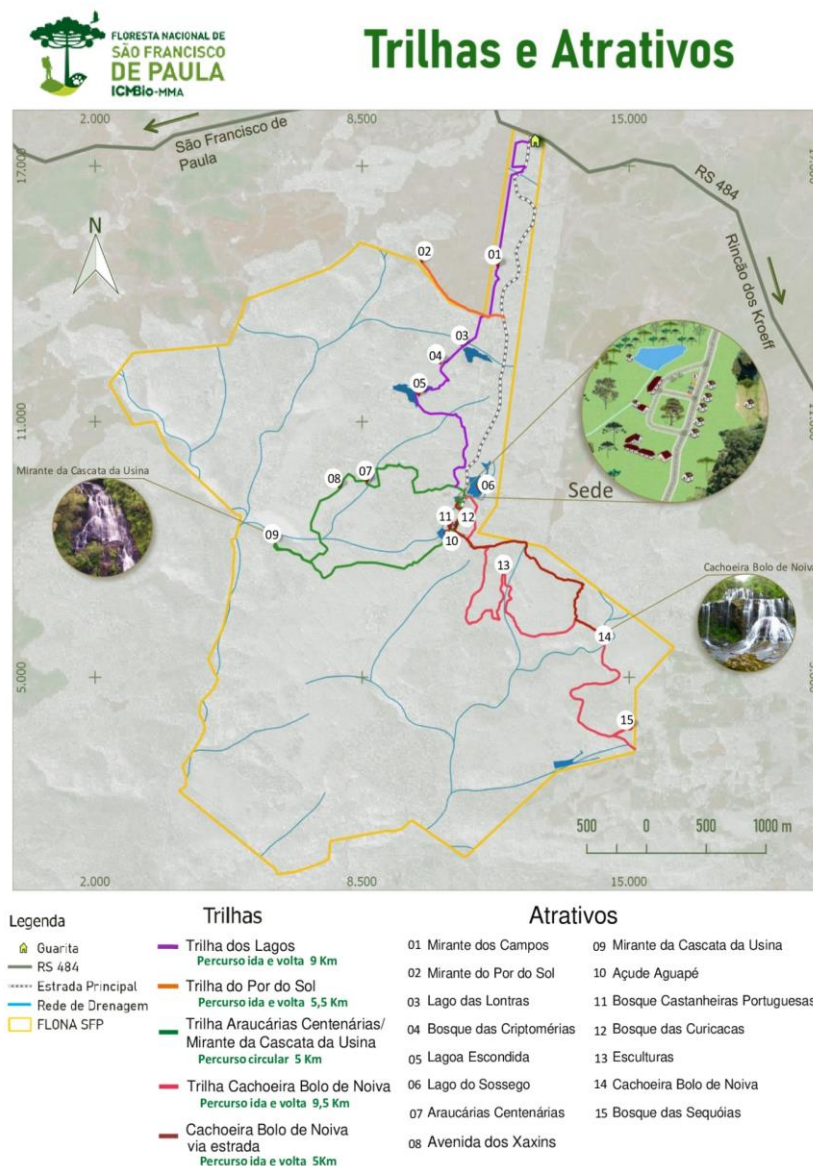 FLORESTA NACIONAL DE
SÃO FRANCISCO
DE PAULA
ICMBio-MMA
Trilhas e Atrativos
2.000
8.500
15.000
São Francisco de
Paula
17.000
RS 484
N
02
01
Rincão dos Kroeff
03
04
05
11.000
11.000
Mirante da Cascata da Usina
08
07
06
Sede
09
11
12
10
13
Cachoeira Bolo de Noiva
14
5.000
15
500
0
500
1000 m
2.000
8.500
15.000
Legenda
Guarita
RS 484
Estrada Principal
Rede de Drenagem
FLONA SFP
Trilhas
Trilha dos Lagos
Percurso ida e volta 9 Km
Trilha do Por do Sol
Percurso ida e volta 5,5 Km
Trilha Araucárias Centenárias/
Mirante da Cascata da Usina
Percurso circular 5 Km
Trilha Cachoeira Bolo de Noiva
Percurso ida e volta 9,5 Km
Cachoeira Bolo de Noiva
via estrada
Percurso ida e volta 5Km
Atrativos
01 Mirante dos Campos
02 Mirante do Por do Sol
03 Lago das Lontras
04 Bosque das Criptomérias
05 Lagoa Escondida
06 Lago do Sossego
07 Araucárias Centenárias
08 Avenida dos Xaxins
09 Mirante da Cascata da Usina
10 Açude Aguapé
11 Bosque Castanheiras Portuguesas
12 Bosque das Curicacas
13 Esculturas
14 Cachoeira Bolo de Noiva
15 Bosque das Sequóias